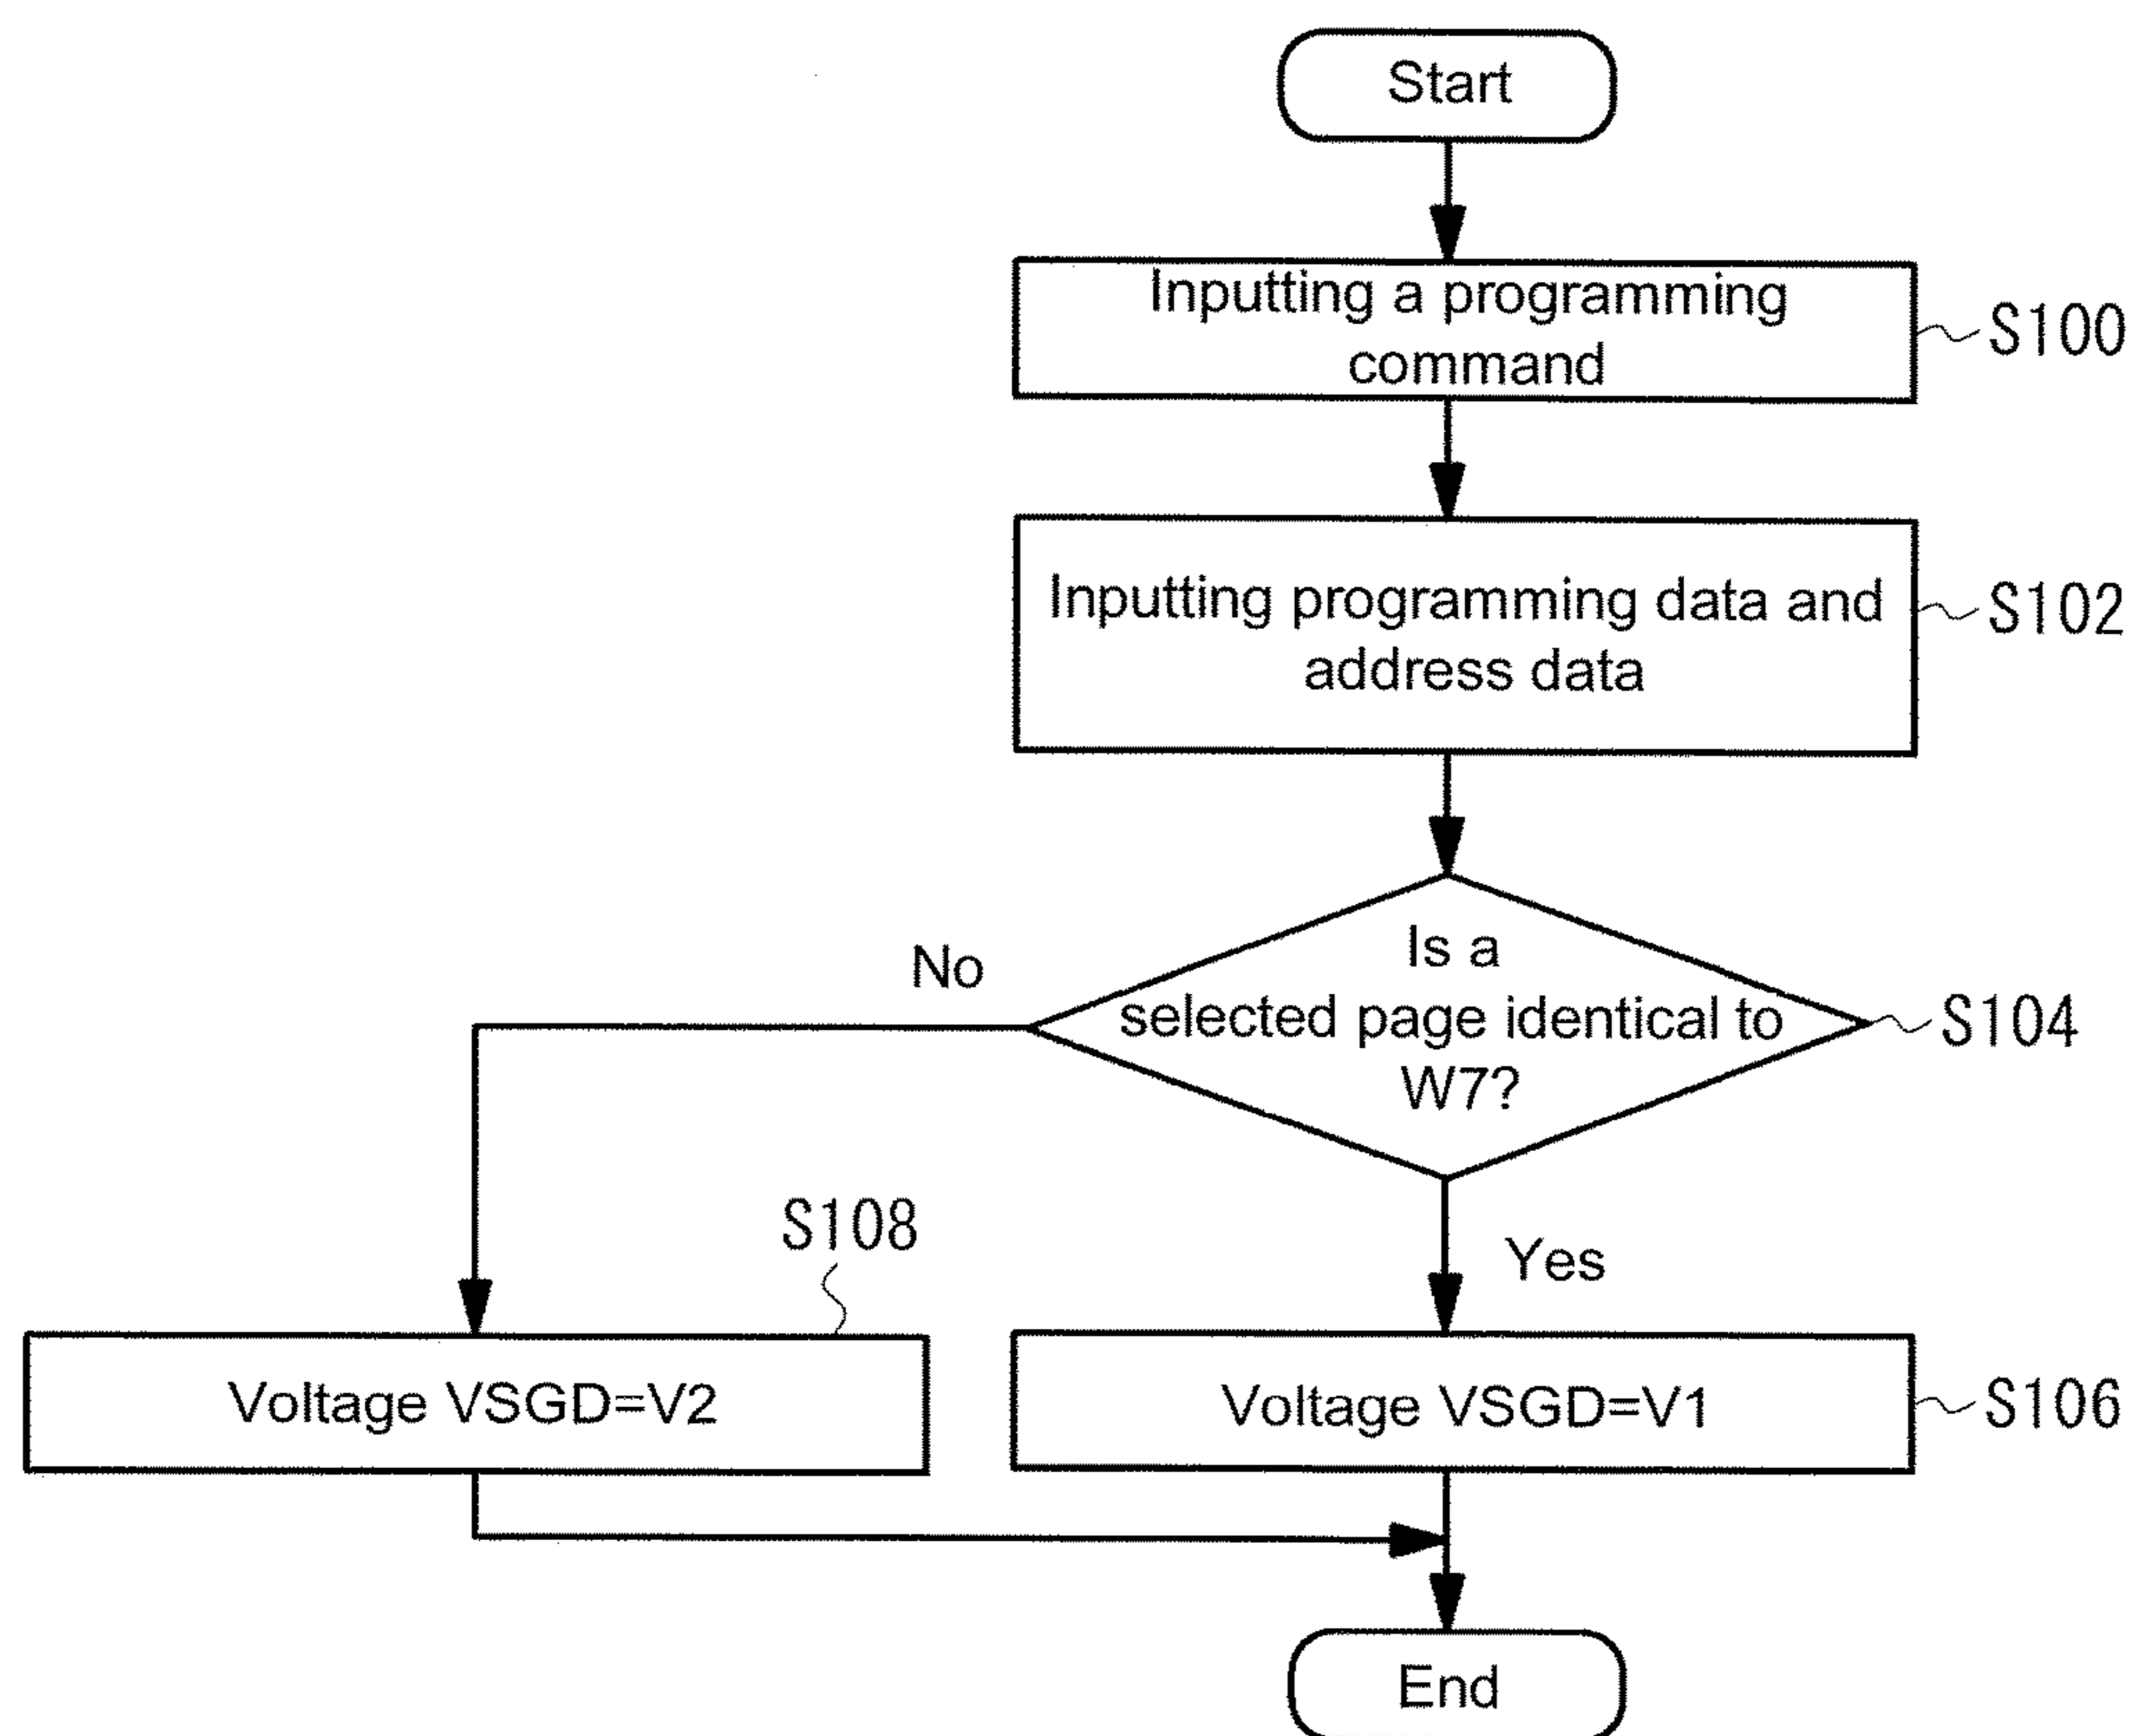 Start
Inputting a programming
command
S100
Inputting programming data and
address data
S102
Is a
selected page identical to
W7?
S104
No
Yes
S108
Voltage VSGD=V2
Voltage VSGD=V1
S106
End